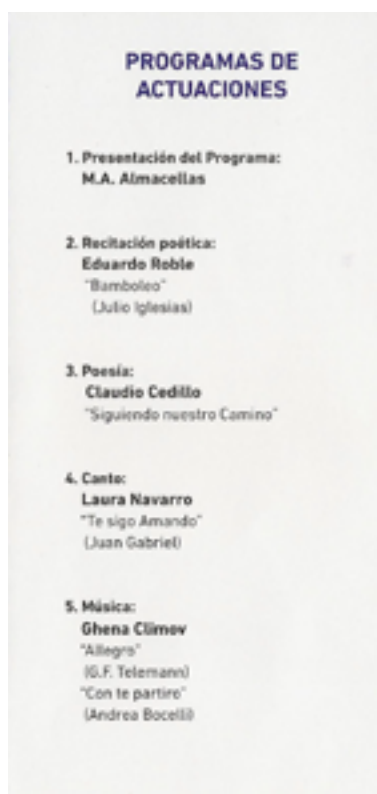 PROGRAMAS DE
ACTUACIONES
1. Presentación del Programa:
M.A. Almacellas
2. Recitación poética:
Eduardo Roble
"Bamboleo"
(Julio Iglesias)
3. Poesía:
Claudio Cedillo
"Siguiendo nuestro Camino"
4. Canto:
Laura Navarro
"Te sigo Amando"
(Juan Gabriel)
5. Música:
Ghena Climov
"Allegro"
(G.F. Telemann)
"Con te partiro"
(Andrea Bocelli)